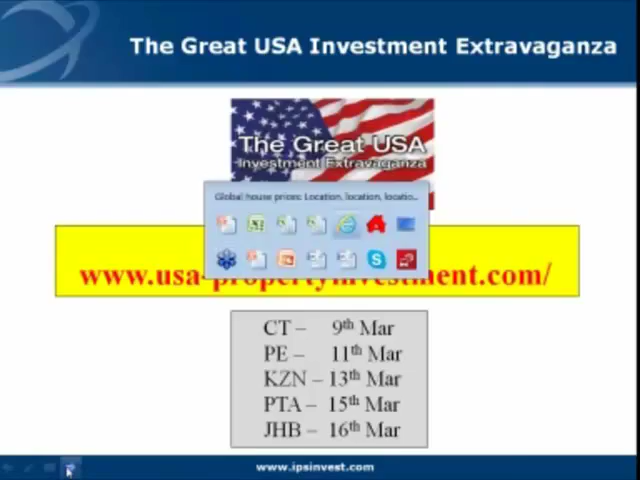 The Great USA Investment Extravaganza
The Great USA
Investment Extravaganza
Global house prices: Location, location, locatio...
www.usa-propertyinvestment.com/
CT – 9th Mar
PE – 11th Mar
KZN – 13th Mar
PTA – 15th Mar
JHB – 16th Mar
www.ipsinvest.com